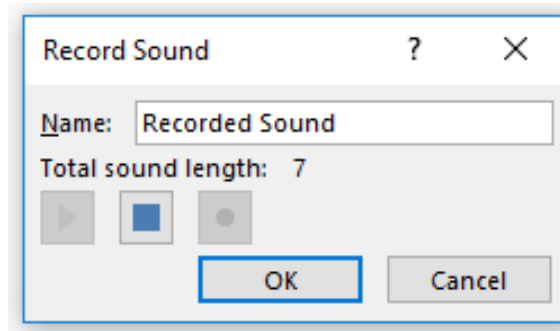 Record Sound ?
Name: Recorded Sound
Total sound length: 7
OK Cancel